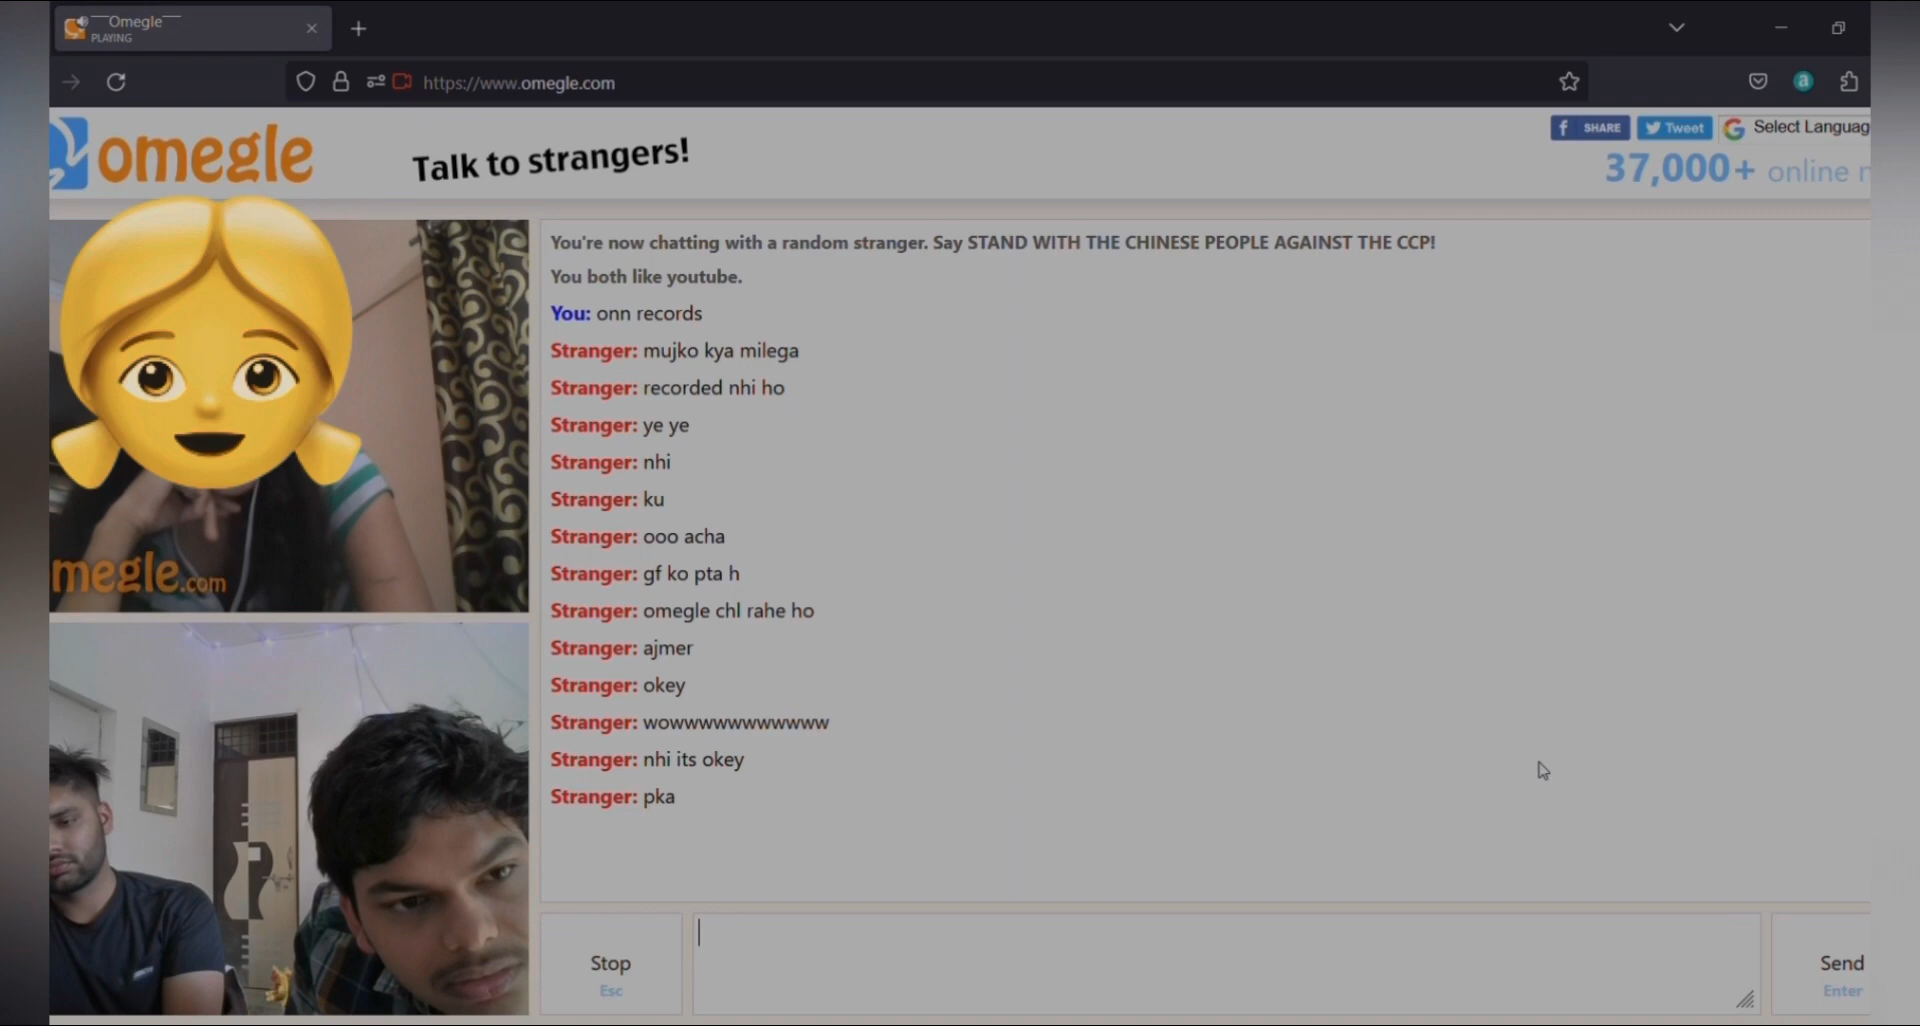 Omegle
PLAYING
https://www.omegle.com
omegle
Talk to strangers!
SHARE
Tweet
Select Languag
37,000+ online
You're now chatting with a random stranger. Say STAND WITH THE CHINESE PEOPLE AGAINST THE CCP!
You both like youtube.
You: onn records
Stranger: mujko kya milega
Stranger: recorded nhi ho
Stranger: ye ye
Stranger: nhi
Stranger: ku
Stranger: ooo acha
Stranger: gf ko pta h
Stranger: omegle chl rahe ho
Stranger: ajmer
Stranger: okey
Stranger: wowwwwwwwwwww
Stranger: nhi its okey
Stranger: pka
megle.com
Stop
Esc
Send
Enter